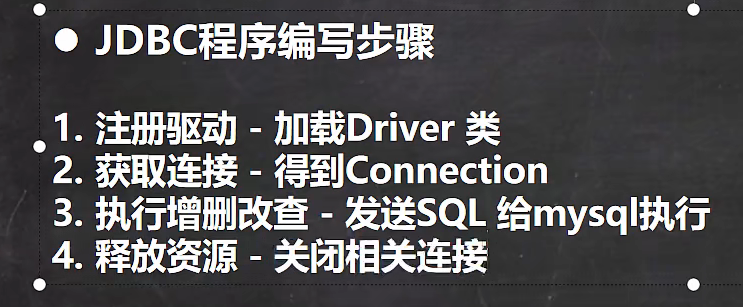 ● JDBC程序编写步骤
1. 注册驱动 - 加载Driver 类
2. 获取连接 - 得到Connection
3. 执行增删改查 - 发送SQL 给mysql执行
4. 释放资源 - 关闭相关连接